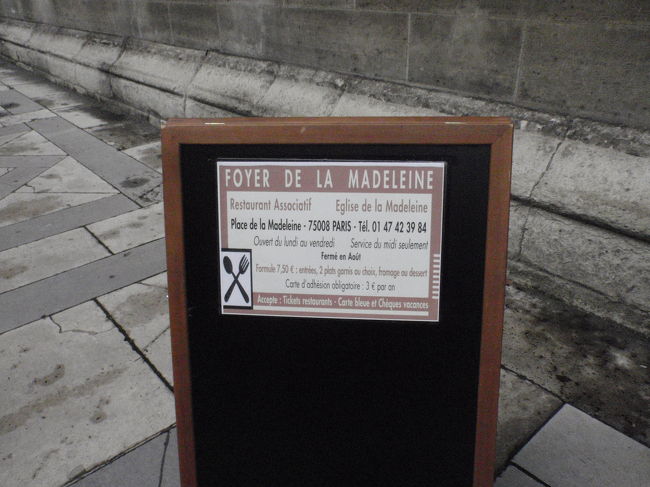 FOYER DE LA MADELEINE
Restaurant Associatif Eglise de la Madeleine
Place de la Madeleine - 75008 PARIS - Tél. 01 47 42 39 84
Ouvert du lundi au vendredi Service du midi seulement
Fermé en Août
Formule 7,50 € : entrées, 2 plats garnis au choix, fromage au dessert
Carte d'adhésion obligatoire : 3 € par an
Accepte : Tickets restaurants - Carte bleue et Chèques vacances